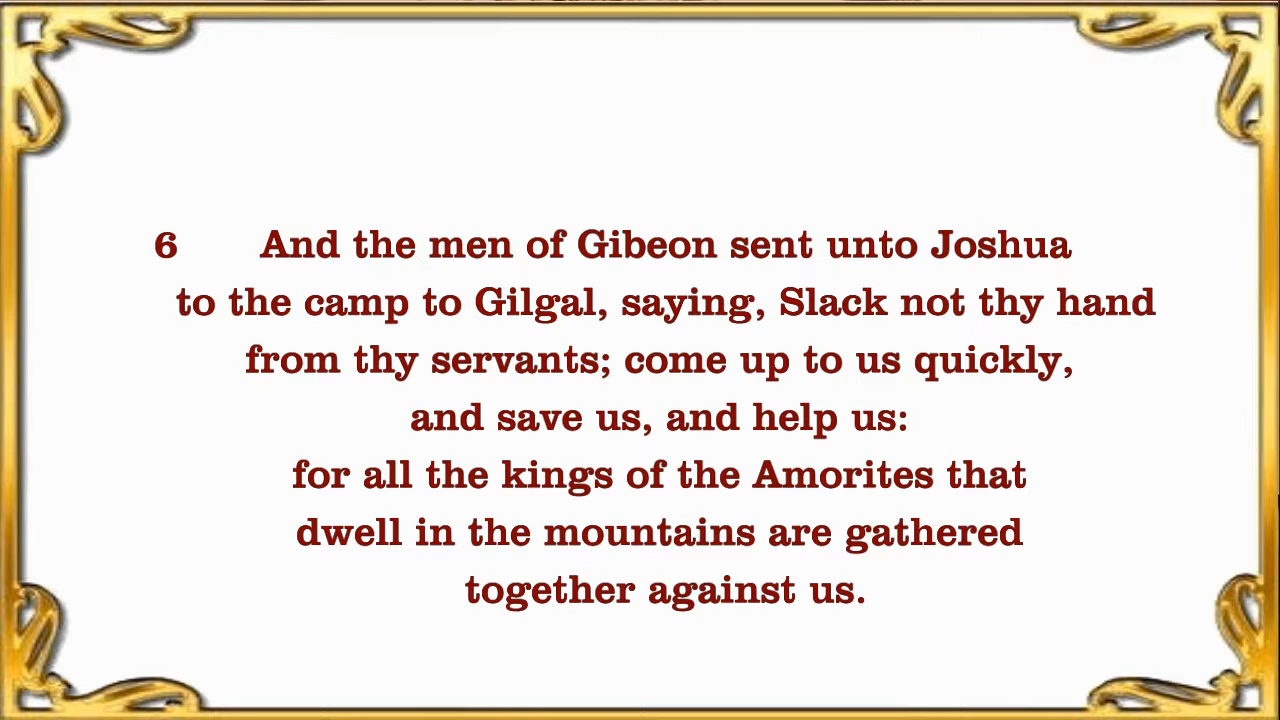 6 And the men of Gibeon sent unto Joshua
to the camp to Gilgal, saying, Slack not thy hand
from thy servants; come up to us quickly,
and save us, and help us:
for all the kings of the Amorites that
dwell in the mountains are gathered
together against us.